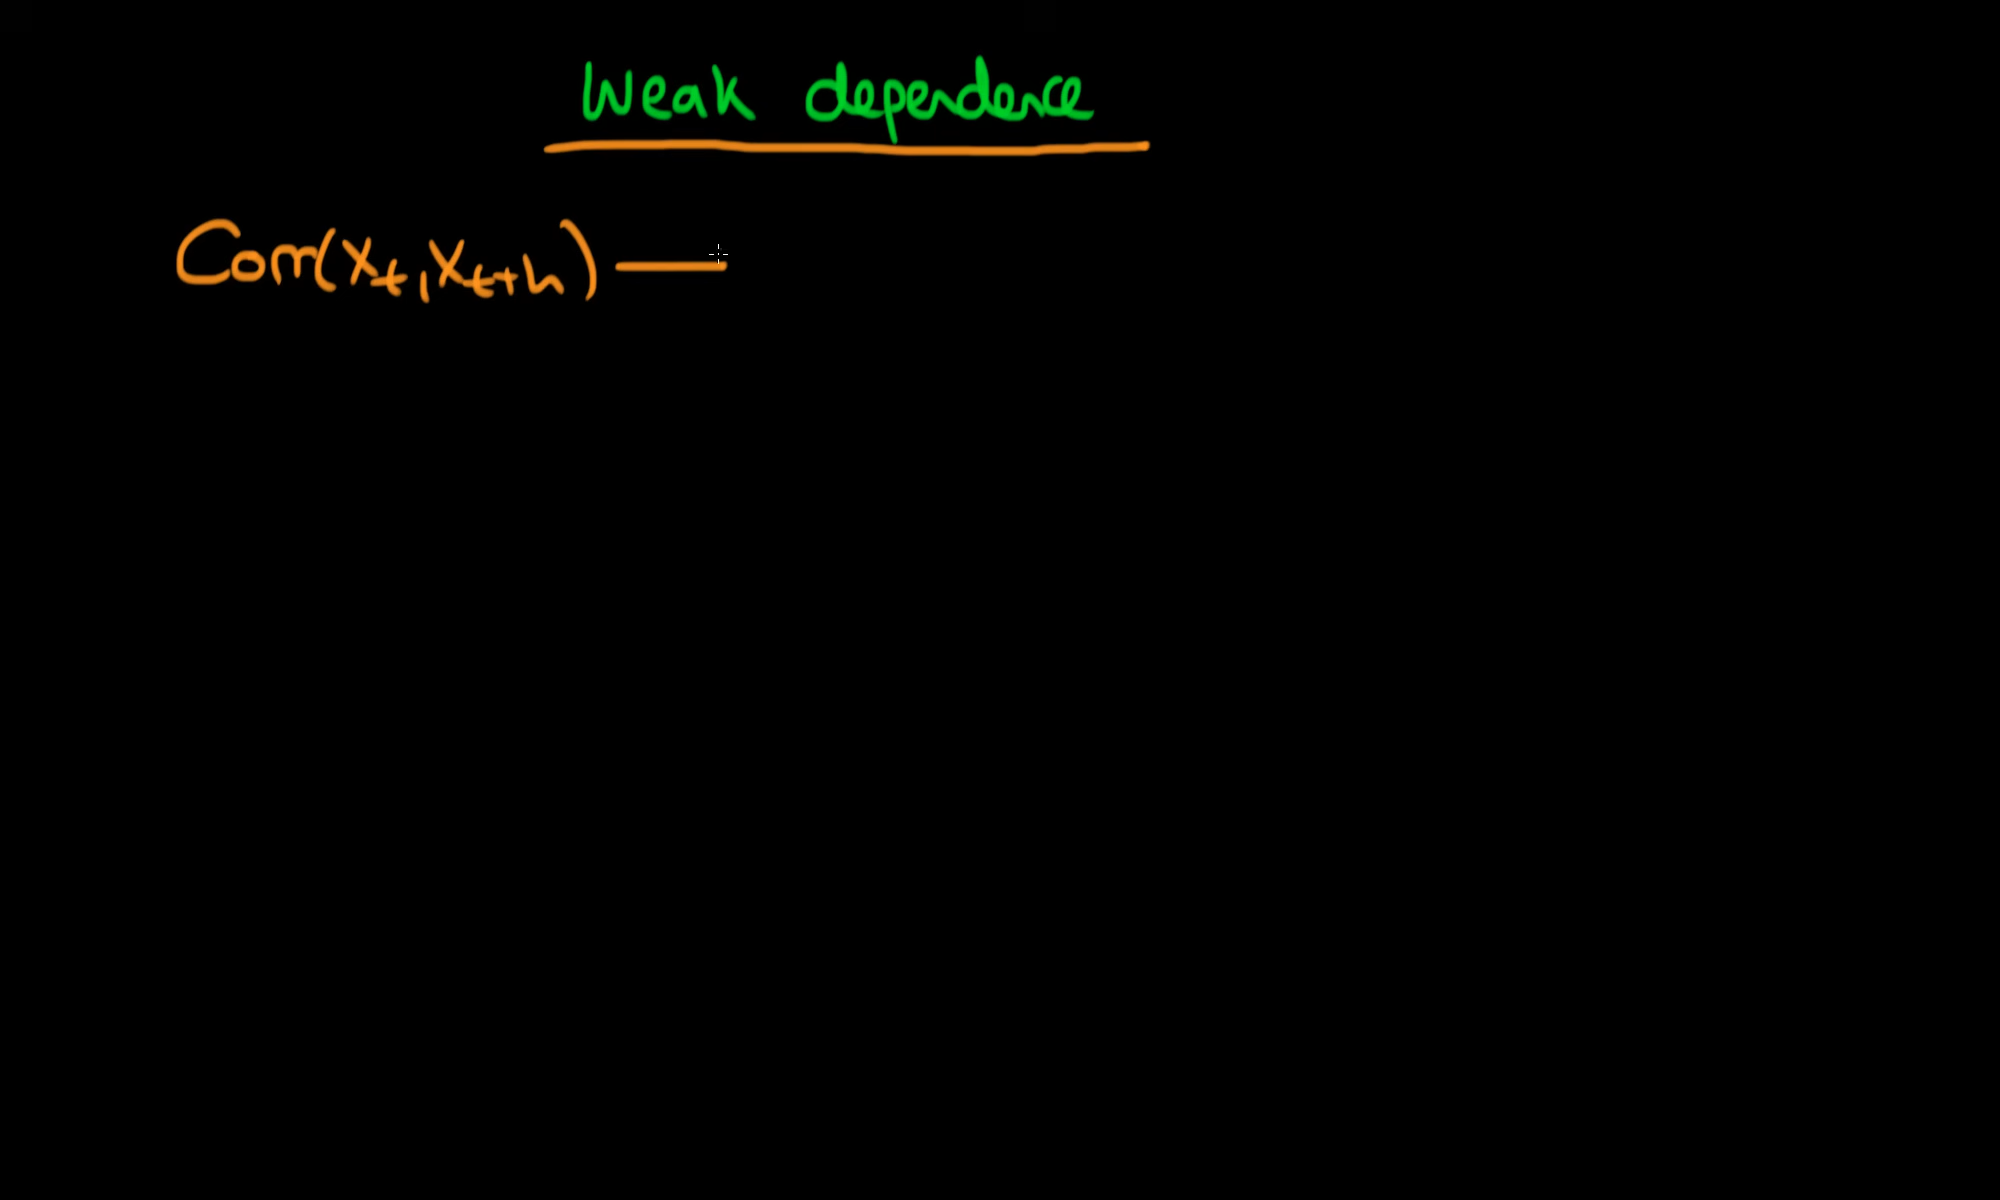 Weak dependence
Corr(xₜ, xₜ₊ₕ) —